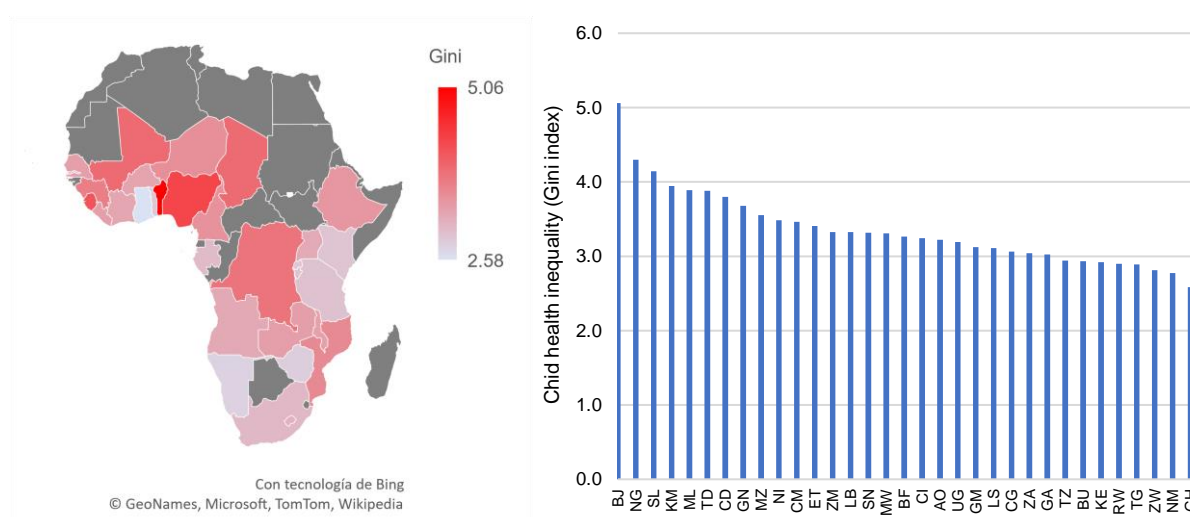 Gini
5.06
2.58
Con tecnología de Bing
© GeoNames, Microsoft, TomTom, Wikipedia
Chid health inequality (Gini index)
6.0
5.0
4.0
3.0
2.0
1.0
0.0
BJ NG SL KM ML TD CD GN MZ NI CM ET ZM LB SN MW BF CI AO UG GM LS CG ZA GA TZ BU KE RW TG ZW NM GH